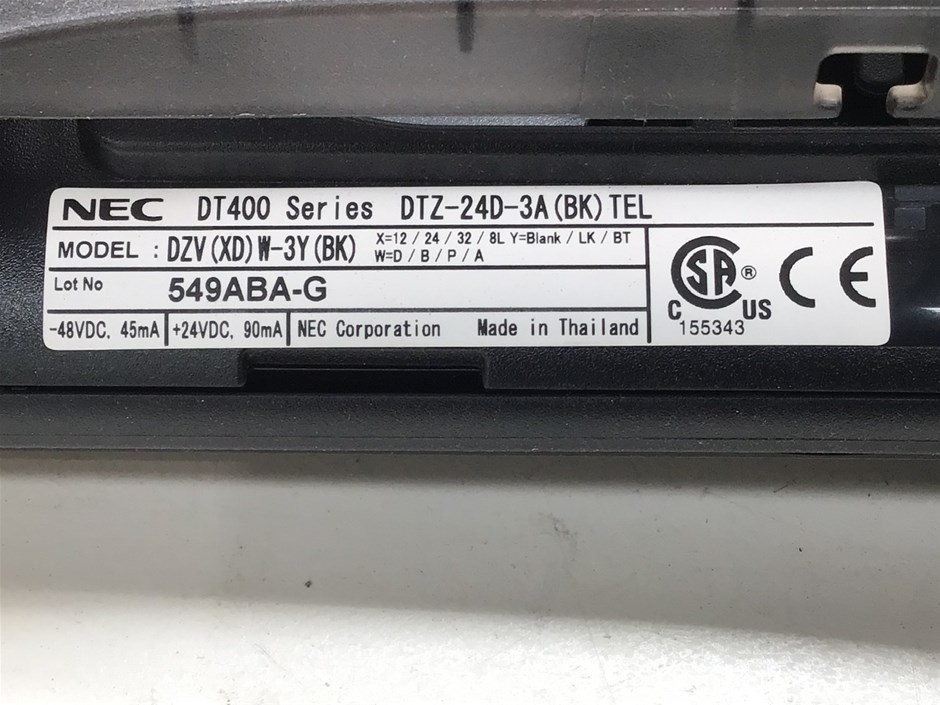 NEC DT400 Series DTZ-24D-3A(BK)TEL
MODEL : DZV(XD)W-3Y(BK) X=12 / 24 / 32 / 8L Y=Blank / LK / BT
W=D / B / P / A
Lot No 549ABA-G
-48VDC, 45mA +24VDC, 90mA NEC Corporation Made in Thailand
C SA ® US CE
155343